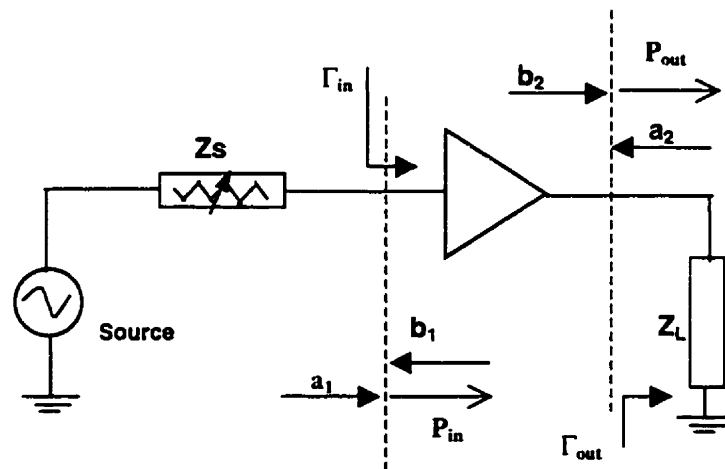 Γin
b2
Pout
Zs
a2
Source
ZL
b1
a1
Pin
Γout